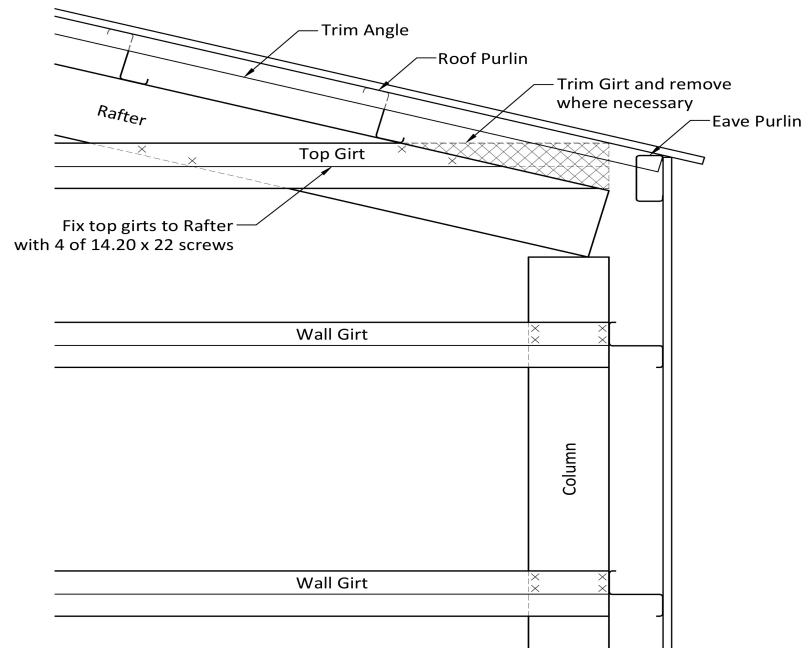 Trim Angle
Roof Purlin
Trim Girt and remove
where necessary
Eave Purlin
Rafter
Top Girt
Fix top girts to Rafter
with 4 of 14.20 x 22 screws
Wall Girt
Column
Wall Girt